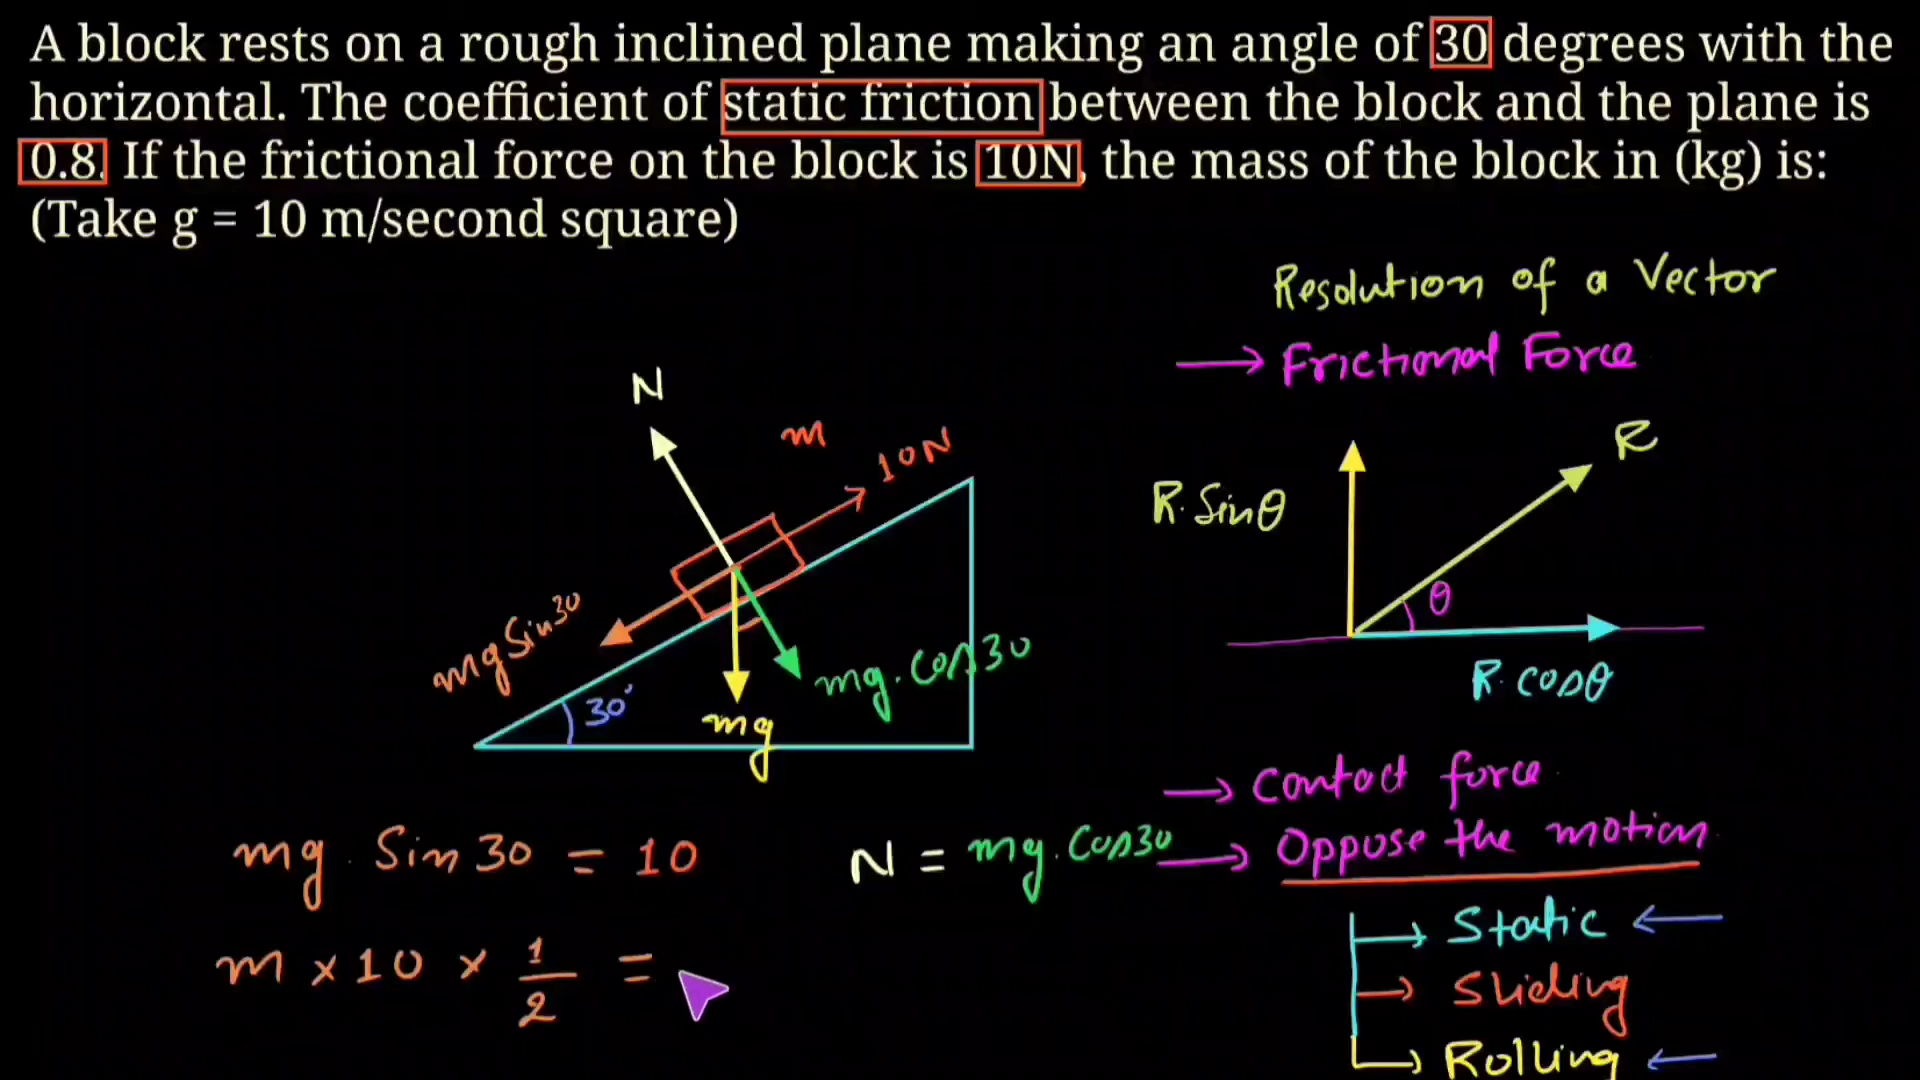 A block rests on a rough inclined plane making an angle of 30 degrees with the
horizontal. The coefficient of static friction between the block and the plane is
0.8. If the frictional force on the block is 10N, the mass of the block in (kg) is:
(Take g = 10 m/second square)
Resolution of a Vector
→ Frictional Force
N
m
10N
R
R.Sinθ
θ
mgSin30
mg.Cos30
R.cosθ
30°
mg
→ Contact force
→ Oppuse the motion
mg.Sin30 = 10
N = mg.Cos30
→ Static ←
m × 10 × 1/2 =
→ Sliding
→ Rolling ←